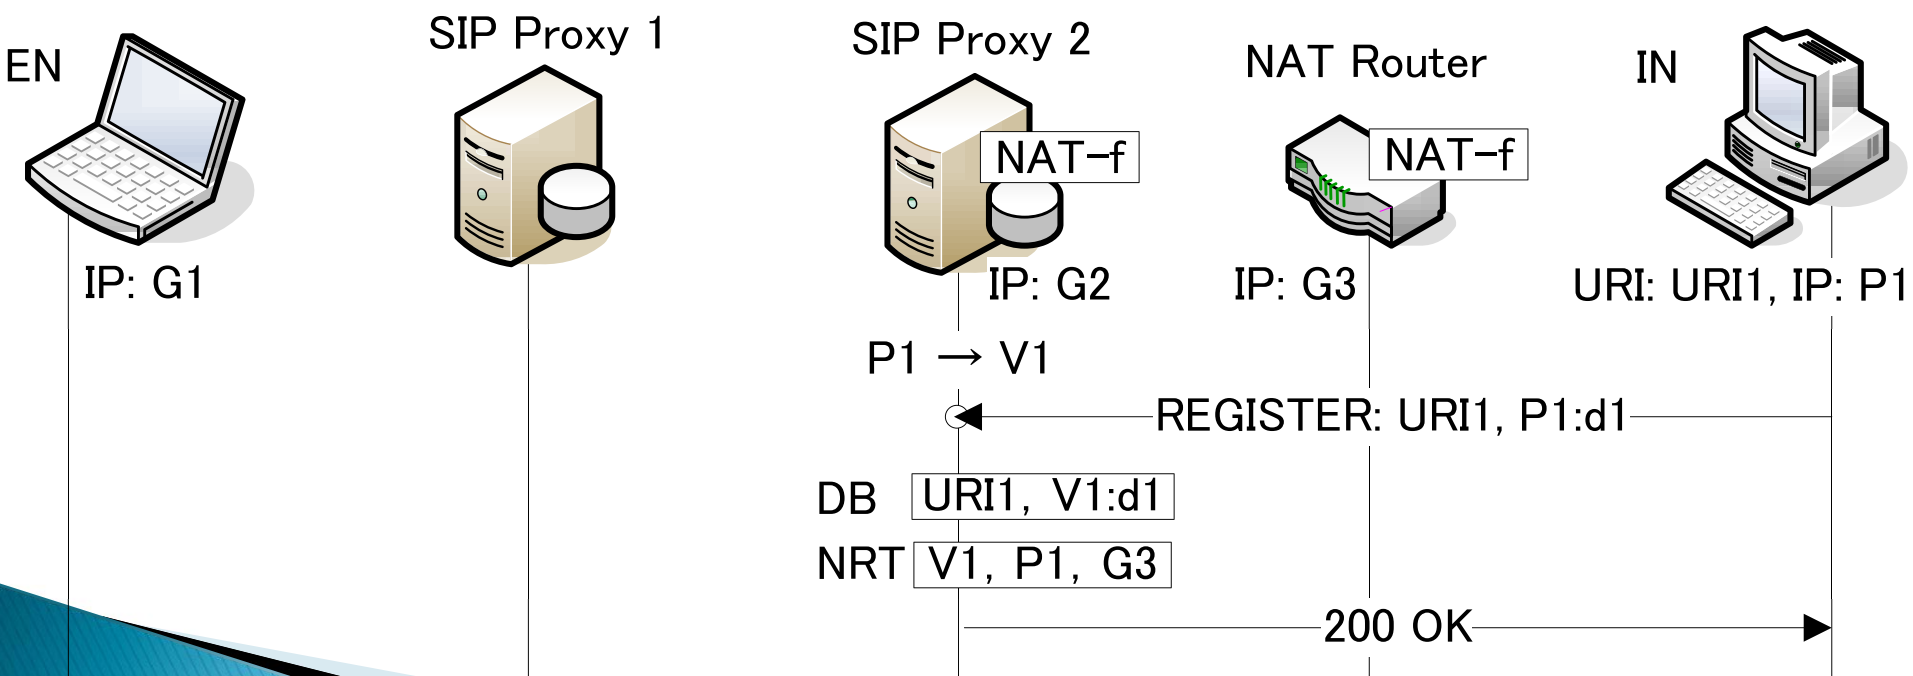 EN
SIP Proxy 1
SIP Proxy 2
NAT Router
IN
NAT-f
NAT-f
IP: G1
IP: G2
IP: G3
URI: URI1, IP: P1
P1 → V1
REGISTER: URI1, P1:d1
DB URI1, V1:d1
NRT V1, P1, G3
200 OK